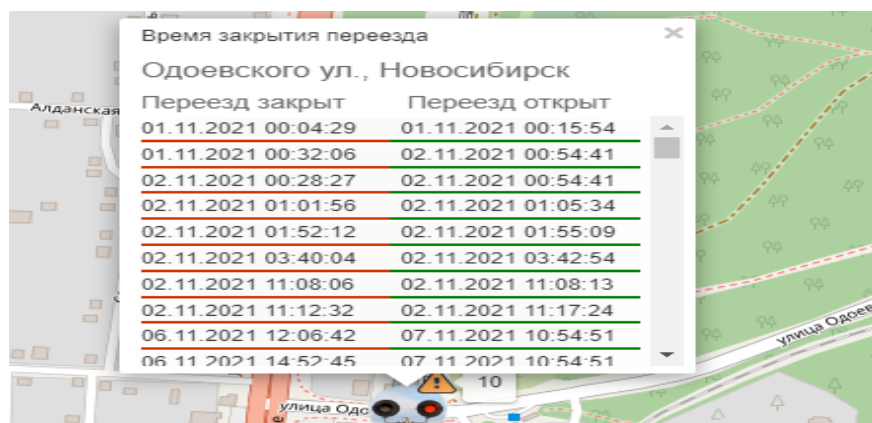 Время закрытия переезда ×
Одоевского ул., Новосибирск
Переезд закрыт Переезд открыт
Алданская
01.11.2021 00:04:29 01.11.2021 00:15:54
01.11.2021 00:32:06 02.11.2021 00:54:41
02.11.2021 00:28:27 02.11.2021 00:54:41
02.11.2021 01:01:56 02.11.2021 01:05:34
02.11.2021 01:52:12 02.11.2021 01:55:09
02.11.2021 03:40:04 02.11.2021 03:42:54
02.11.2021 11:08:06 02.11.2021 11:08:13
02.11.2021 11:12:32 02.11.2021 11:17:24
06.11.2021 12:06:42 07.11.2021 10:54:51
06.11.2021 14:52:45 07.11.2021 10:54:51
улица Одоев
10
улица Одо